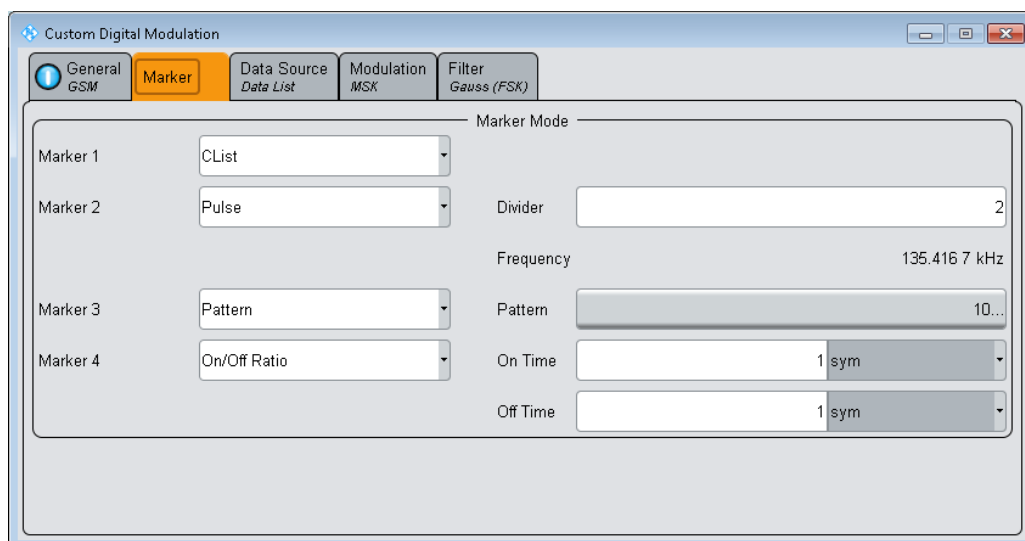 Custom Digital Modulation
General Marker Data Source Modulation Filter
GSM Data List MSK Gauss (FSK)
Marker Mode
Marker 1 CList
Marker 2 Pulse Divider 2
Frequency 135.416 7 kHz
Marker 3 Pattern Pattern 10...
Marker 4 On/Off Ratio On Time 1 sym
Off Time 1 sym